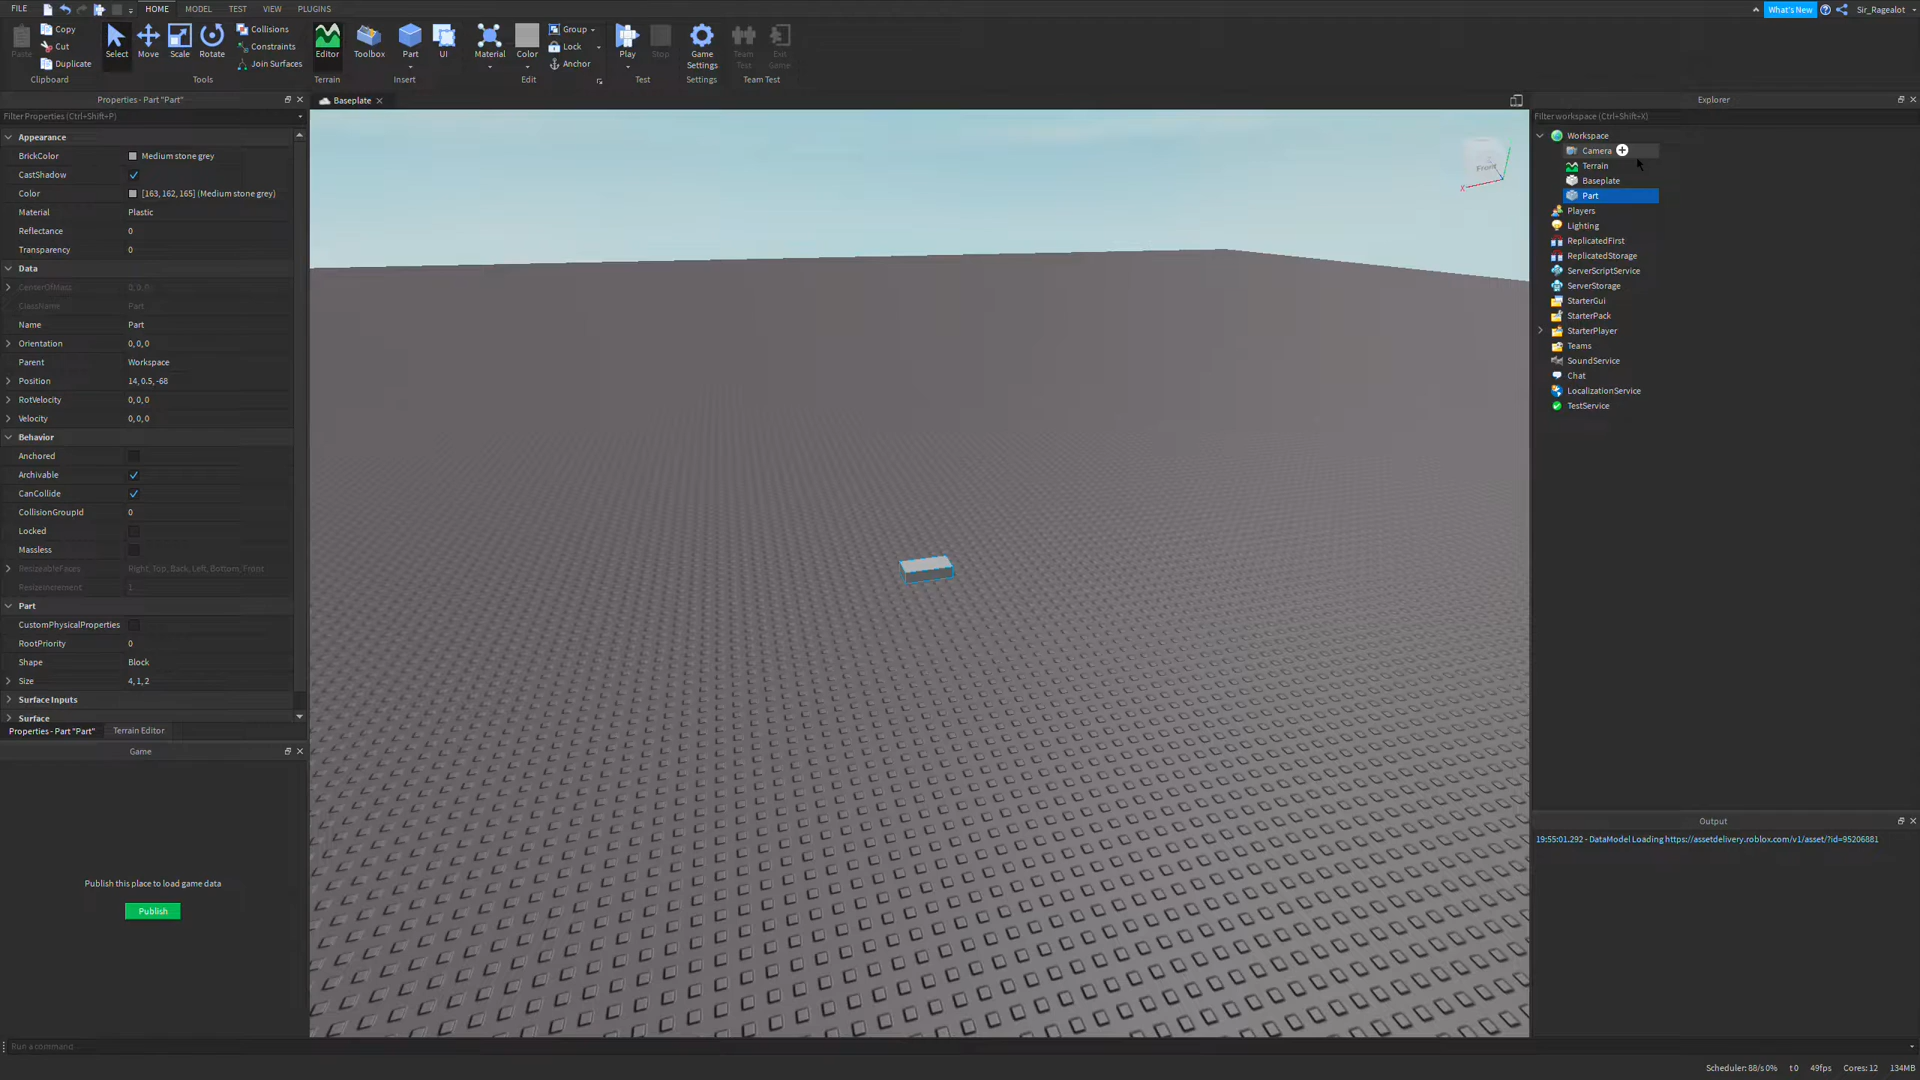 FILE HOME MODEL TEST VIEW PLUGINS What's New Sir_Ragealot
Paste Copy Cut Duplicate Clipboard
Select Move Scale Rotate Collisions Constraints Join Surfaces Tools
Editor Terrain
Toolbox Part UI Insert
Material Color Group Lock Anchor Edit
Play Stop Test
Game Settings Settings
Team Test Exit Game Team Test
Properties - Part "Part"
Filter Properties (Ctrl+Shift+P)
Appearance
BrickColor Medium stone grey
CastShadow
Color [163, 162, 165] (Medium stone grey)
Material Plastic
Reflectance 0
Transparency 0
Data
CenterOfMass 0, 0, 0
ClassName Part
Name Part
Orientation 0, 0, 0
Parent Workspace
Position 14, 0.5, -68
RotVelocity 0, 0, 0
Velocity 0, 0, 0
Behavior
Anchored
Archivable
CanCollide
CollisionGroupId 0
Locked
Massless
ResizeableFaces Right, Top, Back, Left, Bottom, Front
ResizeIncrement 1
Part
CustomPhysicalProperties
RootPriority 0
Shape Block
Size 4, 1, 2
Surface Inputs
Surface
Properties - Part "Part" Terrain Editor
Game
Publish this place to load game data
Publish
Baseplate
Front
X
Explorer
Filter workspace (Ctrl+Shift+X)
Workspace
Camera
Terrain
Baseplate
Part
Players
Lighting
ReplicatedFirst
ReplicatedStorage
ServerScriptService
ServerStorage
StarterGui
StarterPack
StarterPlayer
Teams
SoundService
Chat
LocalizationService
TestService
Output
19:55:01.292 - DataModel Loading https://assetdelivery.roblox.com/v1/asset/?id=95206881
Run a command
Scheduler: 88/s 0% t 0 49fps Cores: 12 134MB